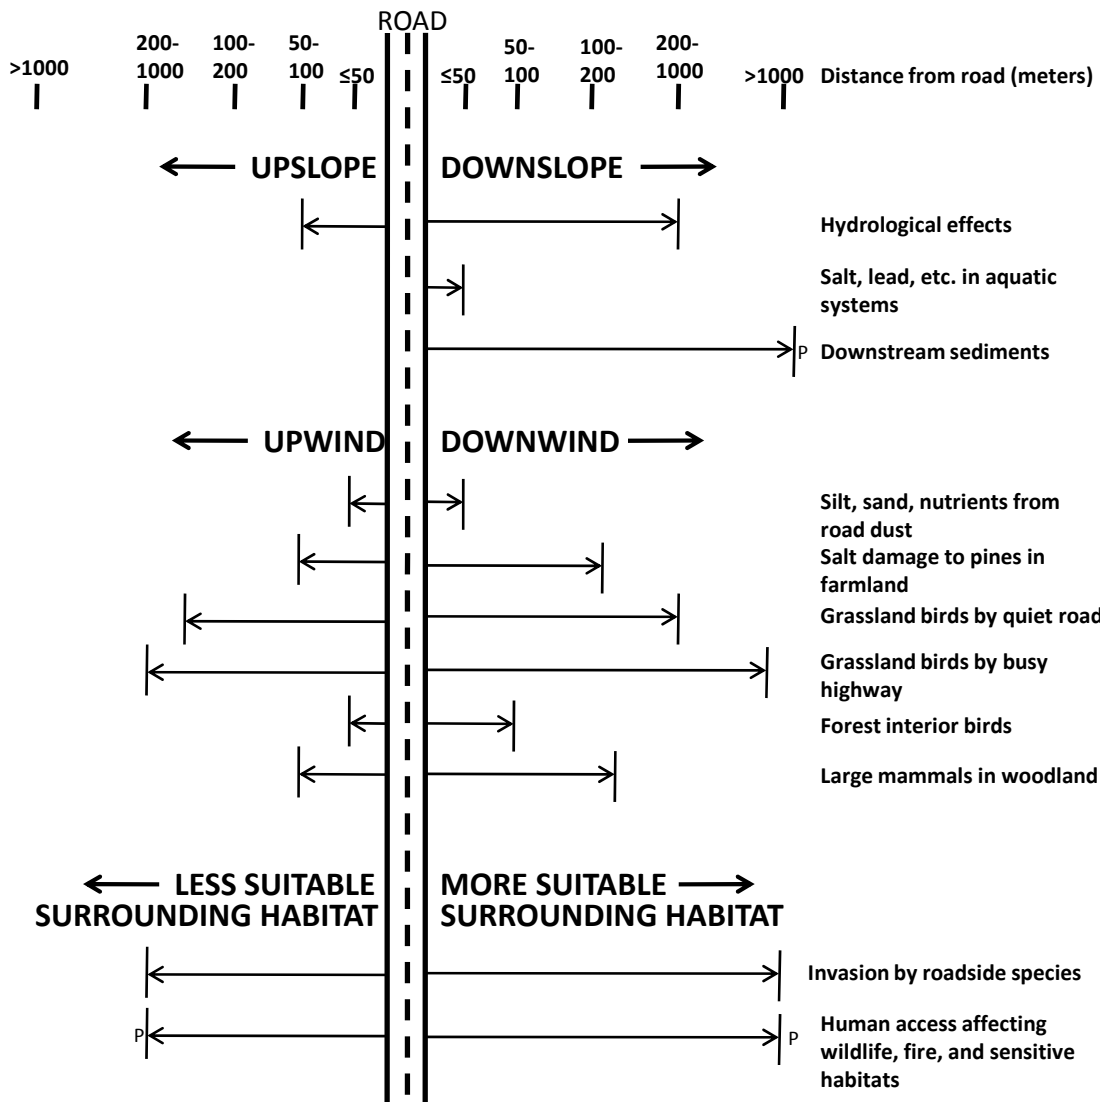 ROAD
>1000
200-
1000
100-
200
50-
100
≤50
≤50
50-
100
100-
200
200-
1000
>1000
Distance from road (meters)
UPSLOPE
DOWNSLOPE
Hydrological effects
Salt, lead, etc. in aquatic
systems
P
Downstream sediments
UPWIND
DOWNWIND
Silt, sand, nutrients from
road dust
Salt damage to pines in
farmland
Grassland birds by quiet road
Grassland birds by busy
highway
Forest interior birds
Large mammals in woodland
LESS SUITABLE
SURROUNDING HABITAT
MORE SUITABLE
SURROUNDING HABITAT
Invasion by roadside species
P
P
Human access affecting
wildlife, fire, and sensitive
habitats